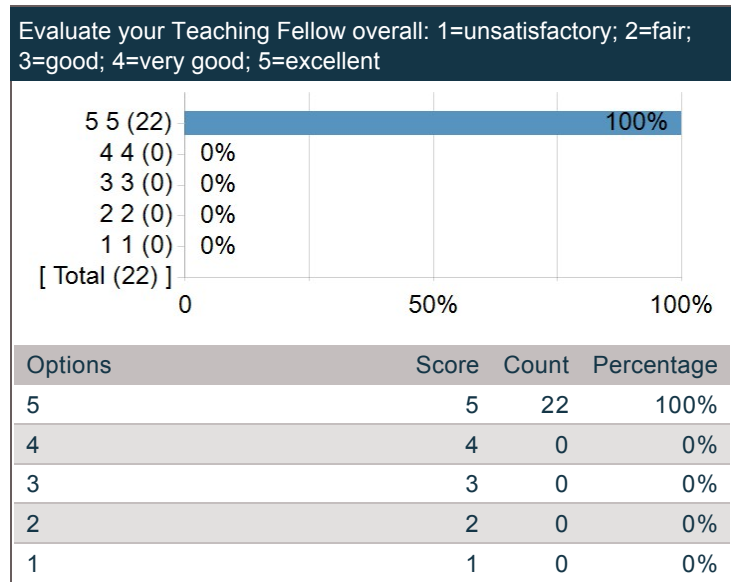 Evaluate your Teaching Fellow overall: 1=unsatisfactory; 2=fair;
3=good; 4=very good; 5=excellent
5 5 (22) 100%
4 4 (0) 0%
3 3 (0) 0%
2 2 (0) 0%
1 1 (0) 0%
[ Total (22) ]
0 50% 100%
Options Score Count Percentage
5 5 22 100%
4 4 0 0%
3 3 0 0%
2 2 0 0%
1 1 0 0%